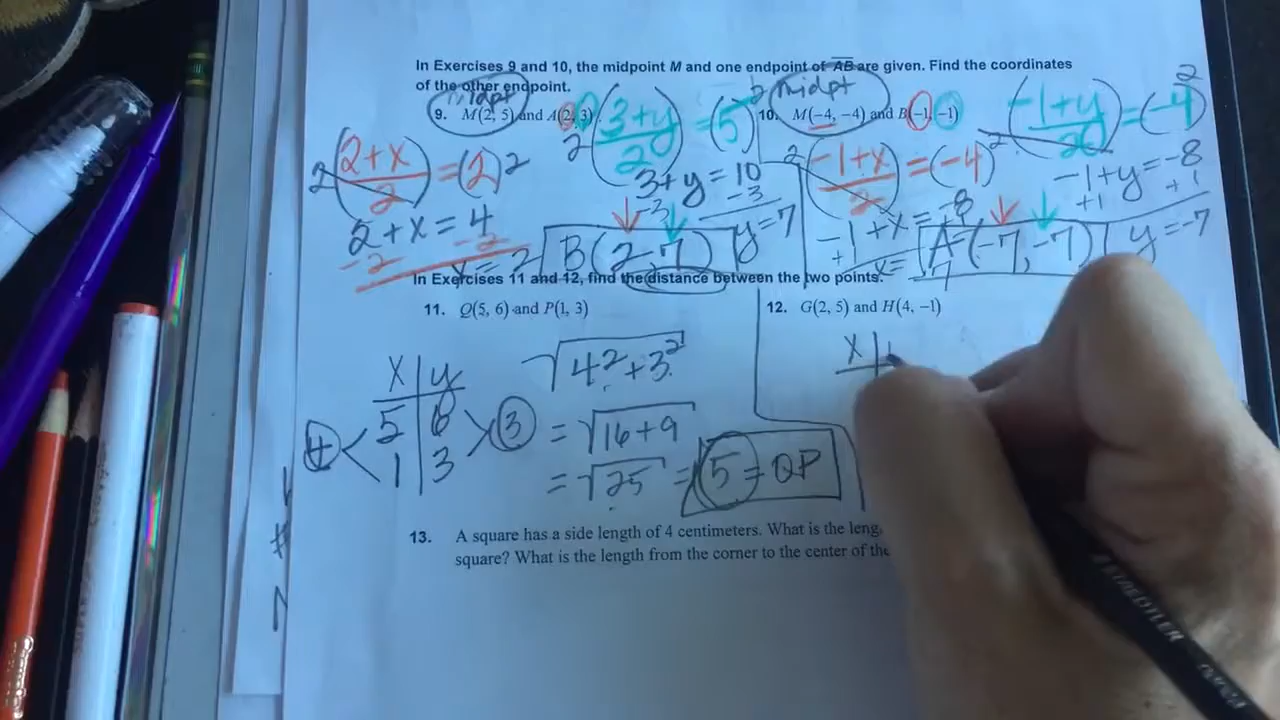 In Exercises 9 and 10, the midpoint M and one endpoint of AB are given. Find the coordinates
of the other endpoint.
midpt
9. M(2, 5) and A(2, 3)
2(2+x/2)=(2)2
2+x=4
-2 -2
x=2
2(3+y/2)=(5)2
3+y=10
-3 -3
y=7
B(2,7)
midpt
10. M(−4, −4) and B(−1, −1)
2(-1+x/2)=(-4)2
-1+x=-8
x=-7
2(-1+y/2)=(-4)2
-1+y=-8
+1 +1
y=-7
A(-7,-7)
In Exercises 11 and 12, find the distance between the two points.
11. Q(5, 6) and P(1, 3)
x y
5 6
1 3
4
3
√4²+3²
=√16+9
=√25=5=QP
12. G(2, 5) and H(4, −1)
x
13. A square has a side length of 4 centimeters. What is the
square? What is the length from the corner to the center of the
STAEDTLER